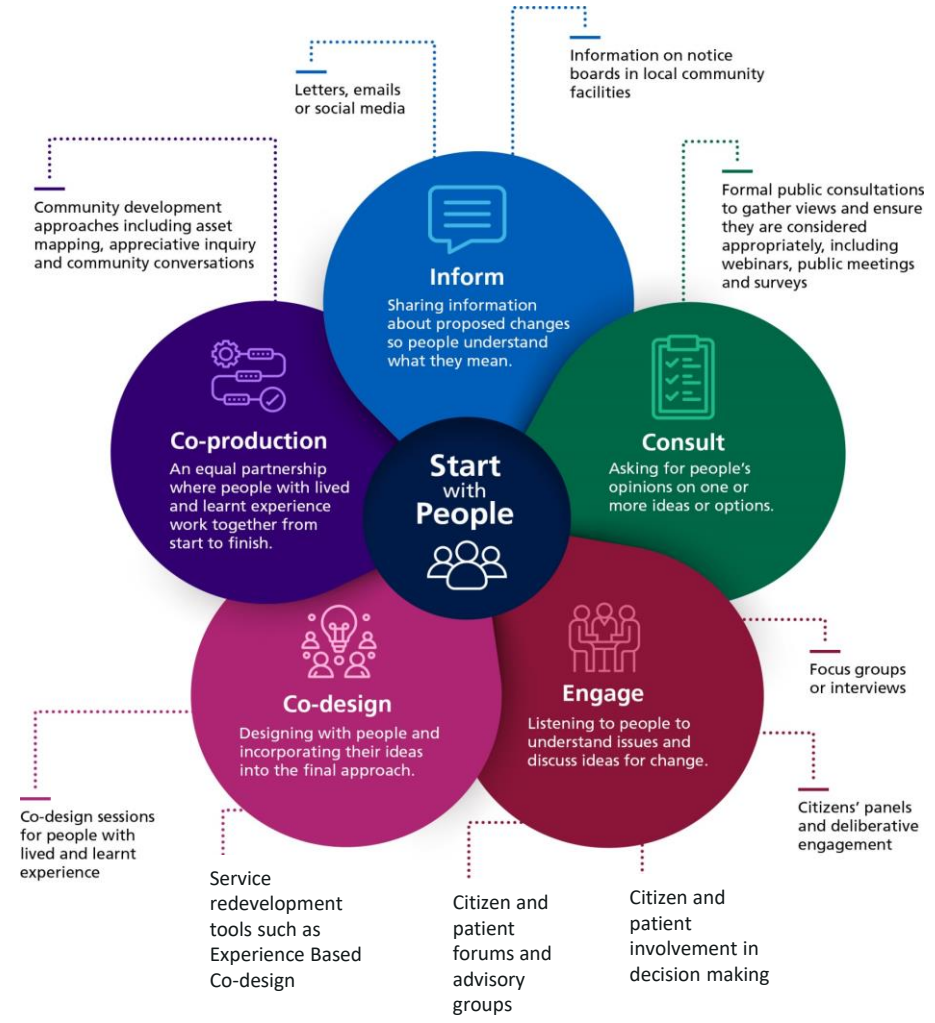 Letters, emails
or social media
Information on notice
boards in local community
facilities
Community development
approaches including asset
mapping, appreciative inquiry
and community conversations
Formal public consultations
to gather views and ensure
they are considered
appropriately, including
webinars, public meetings
and surveys
Inform
Sharing information
about proposed changes
so people understand
what they mean.
Co-production
An equal partnership
where people with lived
and learnt experience
work together from
start to finish.
Start
with
People
Consult
Asking for people's
opinions on one or
more ideas or options.
Co-design
Designing with people and
incorporating their ideas
into the final approach.
Engage
Listening to people to
understand issues and
discuss ideas for change.
Focus groups
or interviews
Co-design sessions
for people with
lived and learnt
experience
Citizens' panels
and deliberative
engagement
Service
redevelopment
tools such as
Experience Based
Co-design
Citizen and
patient
forums and
advisory
groups
Citizen and
patient
involvement in
decision making